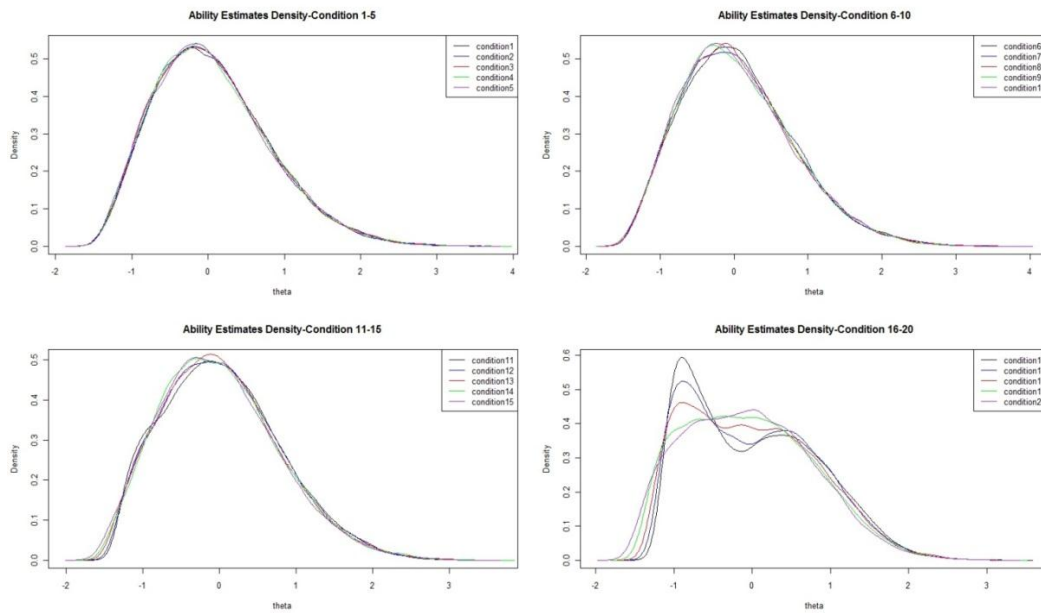 Ability Estimates Density-Condition 1-5
Density
0.0
0.1
0.2
0.3
0.4
0.5
condition1
condition2
condition3
condition4
condition5
-2 -1 0 1 2 3 4
theta
Ability Estimates Density-Condition 6-10
Density
0.0
0.1
0.2
0.3
0.4
0.5
condition6
condition7
condition8
condition9
condition1
-2 -1 0 1 2 3 4
theta
Ability Estimates Density-Condition 11-15
Density
0.0
0.1
0.2
0.3
0.4
0.5
condition11
condition12
condition13
condition14
condition15
-2 -1 0 1 2 3
theta
Ability Estimates Density-Condition 16-20
Density
0.0
0.1
0.2
0.3
0.4
0.5
0.6
condition1
condition1
condition1
condition1
condition2
-2 -1 0 1 2 3
theta